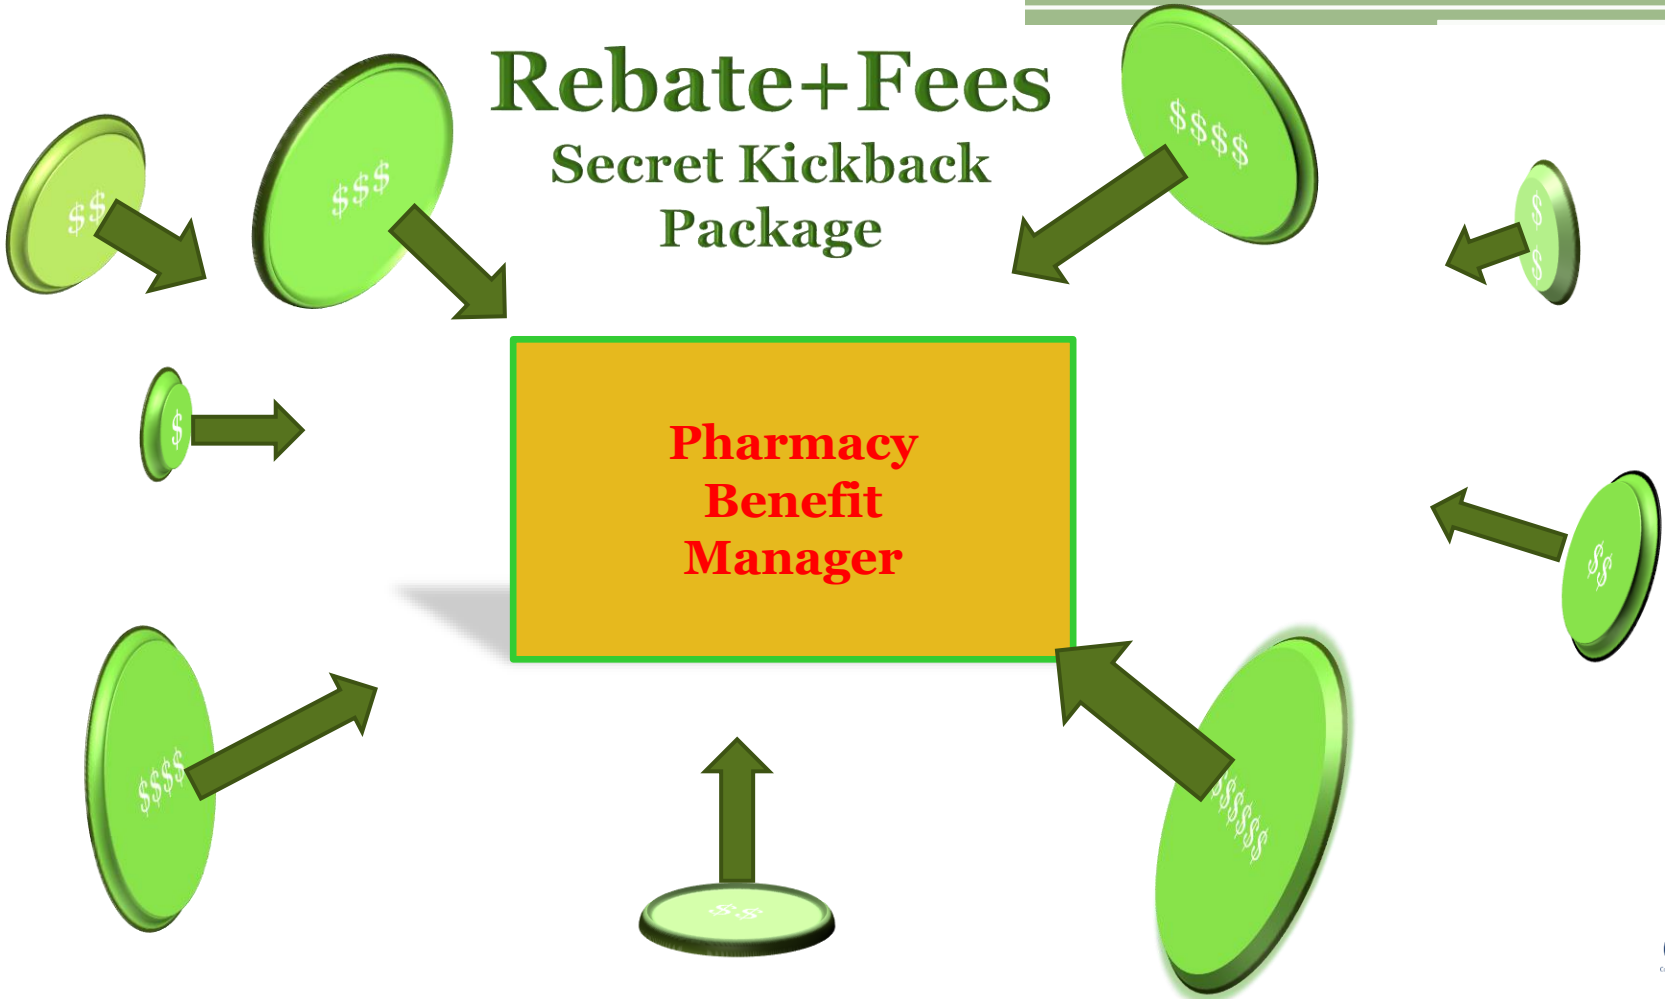 Rebate+Fees
Secret Kickback
Package
$$
$$$
$$$$
$
$
$
Pharmacy
Benefit
Manager
$$
$$$$
$$